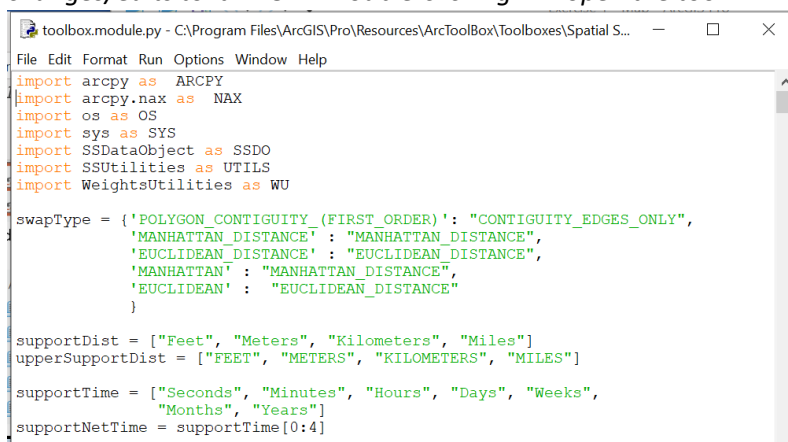 toolbox.module.py - C:\Program Files\ArcGIS\Pro\Resources\ArcToolBox\Toolboxes\Spatial S...
File Edit Format Run Options Window Help
import arcpy as  ARCPY
import arcpy.nax as  NAX
import os as OS
import sys as SYS
import SSDataObject as SSDO
import SSUtilities as UTILS
import WeightsUtilities as WU
swapType = {'POLYGON_CONTIGUITY_(FIRST_ORDER)': "CONTIGUITY_EDGES_ONLY",
'MANHATTAN_DISTANCE' : "MANHATTAN_DISTANCE",
'EUCLIDEAN_DISTANCE' : "EUCLIDEAN_DISTANCE",
'MANHATTAN' : "MANHATTAN_DISTANCE",
'EUCLIDEAN' :  "EUCLIDEAN_DISTANCE"
}
supportDist = ["Feet", "Meters", "Kilometers", "Miles"]
upperSupportDist = ["FEET", "METERS", "KILOMETERS", "MILES"]
supportTime = ["Seconds", "Minutes", "Hours", "Days", "Weeks",
"Months", "Years"]
supportNetTime = supportTime[0:4]